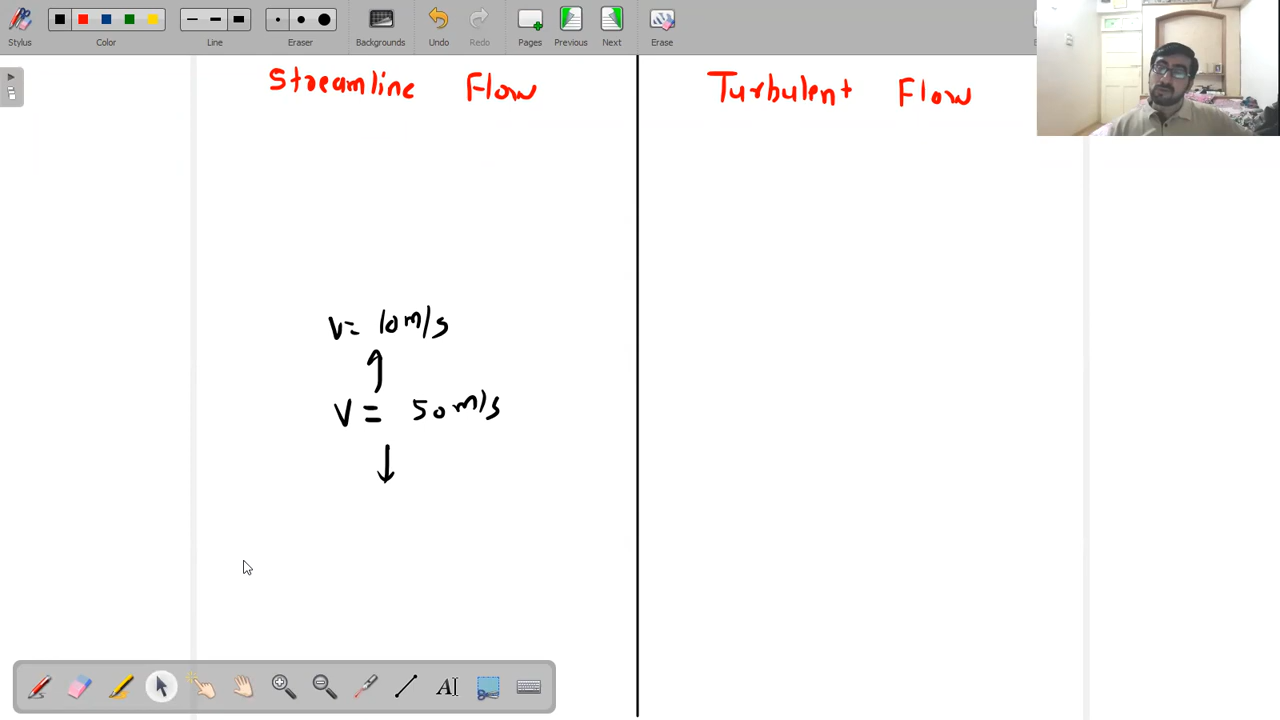 Stylus
Color
Line
Eraser
Backgrounds
Undo
Redo
Pages
Previous
Next
Erase
Streamline Flow
Turbulent Flow
V= 10m/s
V = 50m/s